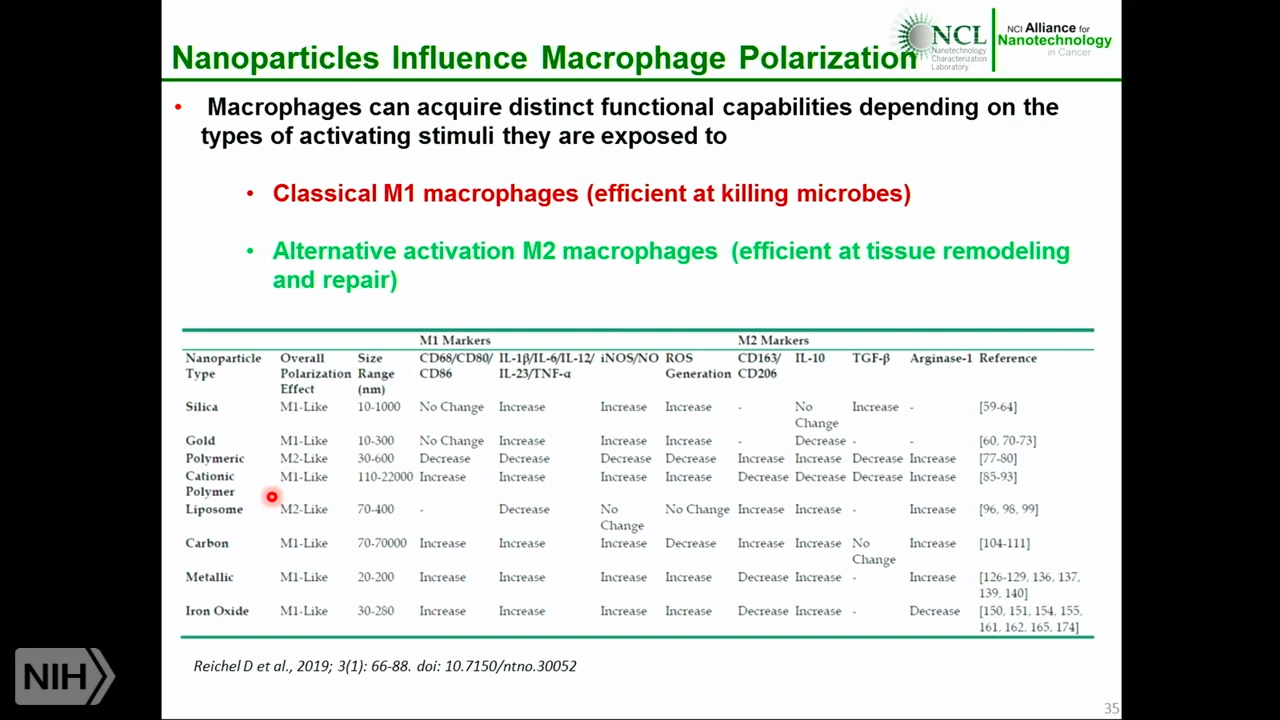 Nanoparticles Influence Macrophage Polarization
NCL
Nanotechnology
Characterization
Laboratory
NCI Alliance for
Nanotechnology
in Cancer
• Macrophages can acquire distinct functional capabilities depending on the
types of activating stimuli they are exposed to
• Classical M1 macrophages (efficient at killing microbes)
• Alternative activation M2 macrophages (efficient at tissue remodeling
and repair)
M1 Markers M2 Markers
Nanoparticle Overall Size CD68/CD80/ IL-1β/IL-6/IL-12/ iNOS/NO ROS CD163/ IL-10 TGF-β Arginase-1 Reference
Type Polarization Range CD86 IL-23/TNF-α Generation CD206
Effect (nm)
Silica M1-Like 10-1000 No Change Increase Increase Increase - No Increase - [59-64]
Change
Gold M1-Like 10-300 No Change Increase Increase Increase - Decrease - - [60, 70-73]
Polymeric M2-Like 30-600 Decrease Decrease Decrease Decrease Increase Increase Decrease Increase [77-80]
Cationic M1-Like 110-22000 Increase Increase Increase Increase Decrease Decrease Decrease Increase [85-93]
Polymer
Liposome M2-Like 70-400 - Decrease No No Change Increase Increase - Increase [96, 98, 99]
Change
Carbon M1-Like 70-70000 Increase Increase Increase Decrease Increase Increase No Increase [104-111]
Change
Metallic M1-Like 20-200 Increase Increase Increase Increase Decrease Increase - Increase [126-129, 136, 137,
139, 140]
Iron Oxide M1-Like 30-280 Increase Increase Increase Increase Decrease Increase - Decrease [150, 151, 154, 155,
161, 162, 165, 174]
Reichel D et al., 2019; 3(1): 66-88. doi: 10.7150/ntno.30052
NIH
35